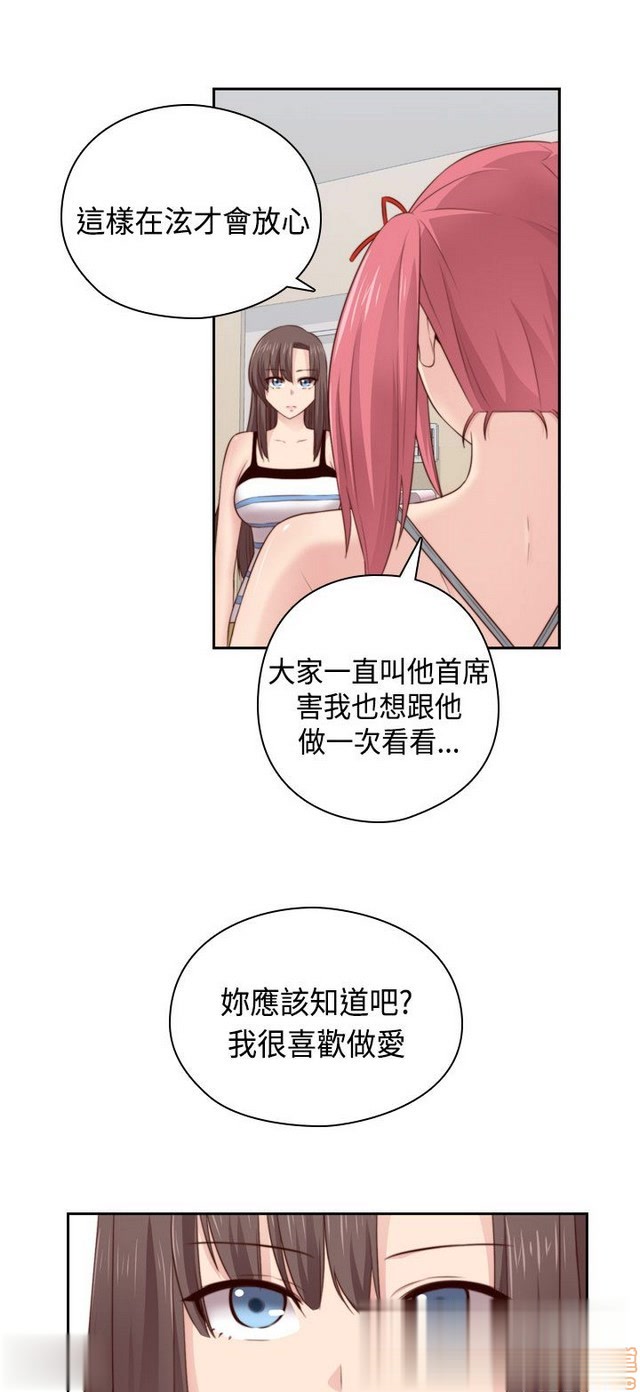 這樣在泫才會放心
大家一直叫他首席
害我也想跟他
做一次看看...
妳應該知道吧?
我很喜歡做愛